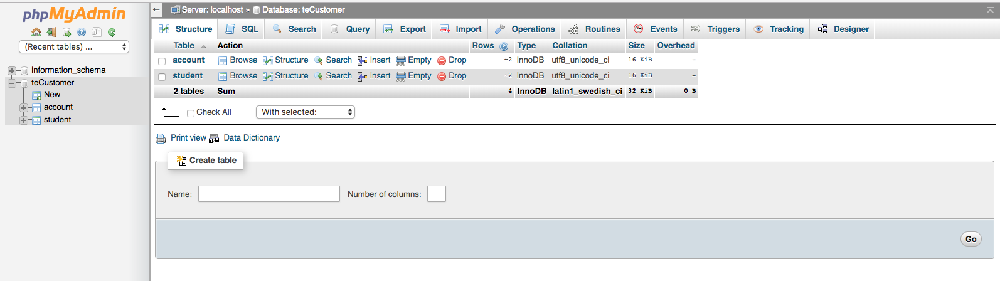 phpMyAdmin
(Recent tables) ...
information_schema
teCustomer
New
account
student
Server: localhost » Database: teCustomer
Structure SQL Search Query Export Import Operations Routines Events Triggers Tracking Designer
Table Action Rows Type Collation Size Overhead
account Browse Structure Search Insert Empty Drop ~2 InnoDB utf8_unicode_ci 16 KiB -
student Browse Structure Search Insert Empty Drop ~2 InnoDB utf8_unicode_ci 16 KiB -
2 tables Sum 4 InnoDB latin1_swedish_ci 32 KiB 0 B
Check All With selected:
Print view Data Dictionary
Create table
Name: Number of columns:
Go